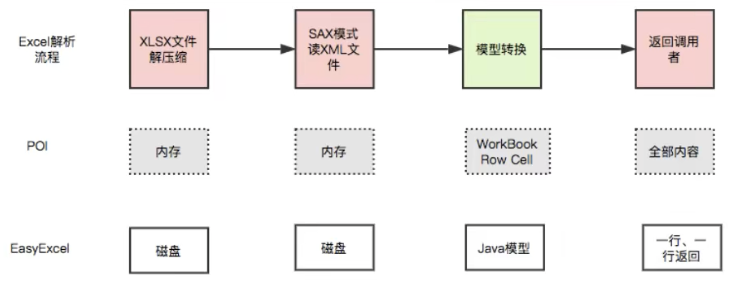 Excel解析
流程
XLSX文件
解压缩
SAX模式
读XML文
件
模型转换
返回调用
者
POI
内存
内存
WorkBook
Row Cell
全部内容
EasyExcel
磁盘
磁盘
Java模型
一行、一
行返回